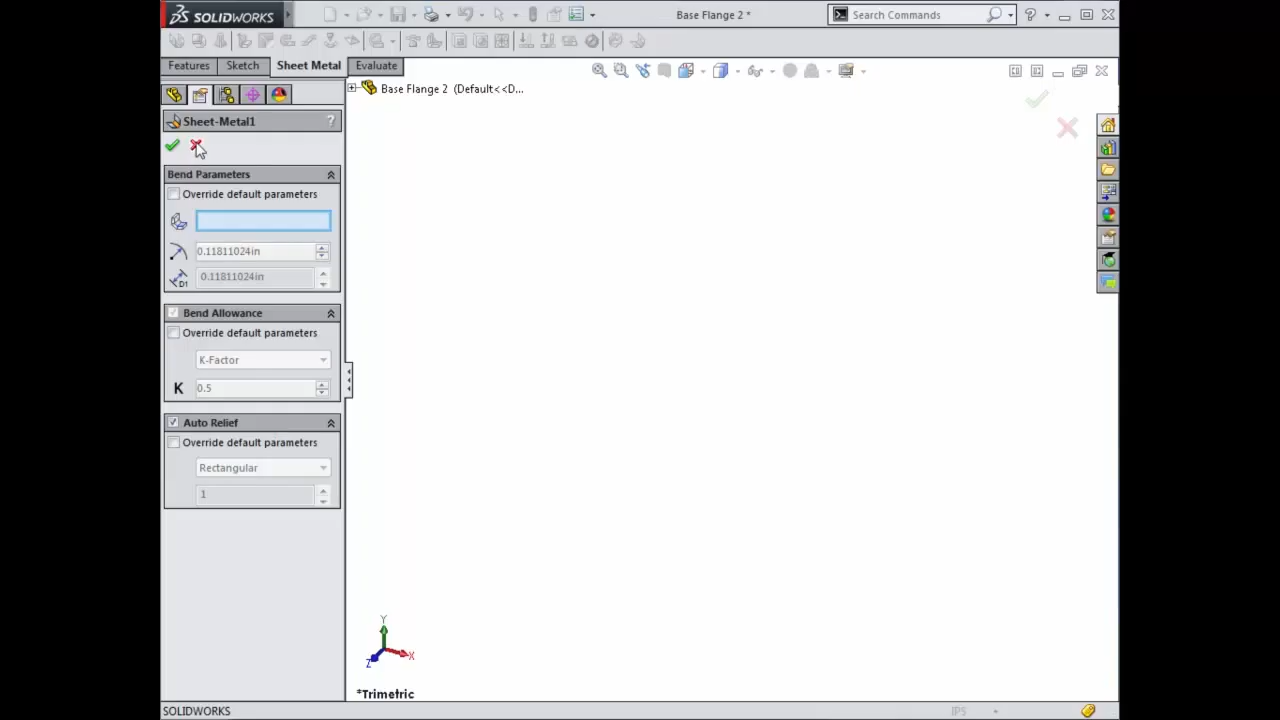 SOLIDWORKS
Base Flange 2 *
Search Commands
?
Features
Sketch
Sheet Metal
Evaluate
Base Flange 2 (Default<<D...
Sheet-Metal1
?
Bend Parameters
Override default parameters
0.11811024in
D1
0.11811024in
Bend Allowance
Override default parameters
K-Factor
K
0.5
Auto Relief
Override default parameters
Rectangular
1
Y
X
Z
*Trimetric
SOLIDWORKS
IPS